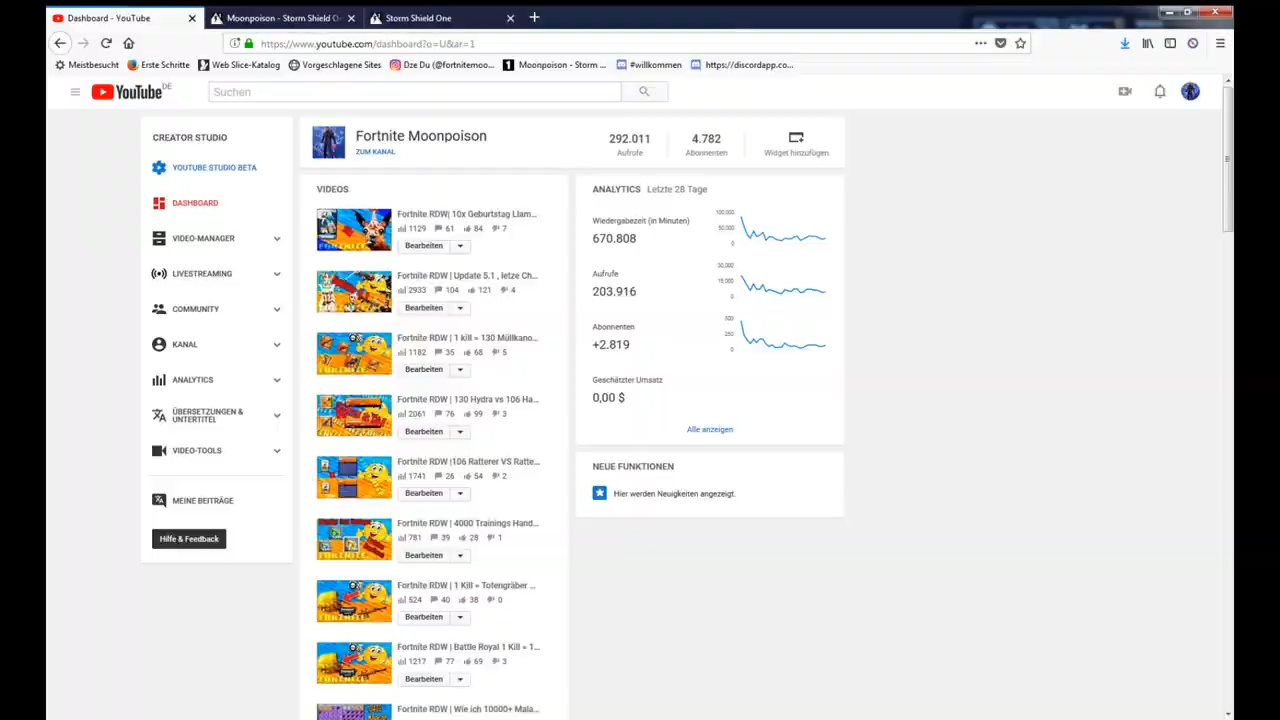 Dashboard - YouTube
Moonpoison - Storm Shield O
Storm Shield One
https://www.youtube.com/dashboard?o=U&ar=1
Meistbesucht
Erste Schritte
Web Slice-Katalog
Vorgeschlagene Sites
Dze Du (@fortnitemoo...
Moonpoison - Storm ...
#willkommen
https://discordapp.co...
YouTube DE
Suchen
CREATOR STUDIO
YOUTUBE STUDIO BETA
DASHBOARD
VIDEO-MANAGER
LIVESTREAMING
COMMUNITY
KANAL
ANALYTICS
ÜBERSETZUNGEN &
UNTERTITEL
VIDEO-TOOLS
MEINE BEITRÄGE
Hilfe & Feedback
Fortnite Moonpoison
ZUM KANAL
292.011
Aufrufe
4.782
Abonnenten
Widget hinzufügen
VIDEOS
Fortnite RDW| 10x Geburtstag Llam...
1129 61 84 7
Bearbeiten
Fortnite RDW | Update 5.1 , letze Ch...
2933 104 121 4
Bearbeiten
Fortnite RDW | 1 kill = 130 Müllkano...
1182 35 68 5
Bearbeiten
Fortnite RDW | 130 Hydra vs 106 Ha...
2061 76 99 3
Bearbeiten
Fortnite RDW |106 Ratterer VS Ratte...
1741 26 54 2
Bearbeiten
Fortnite RDW | 4000 Trainings Hand...
781 39 28 1
Bearbeiten
Fortnite RDW | 1 Kill = Totengräber ...
524 40 38 0
Bearbeiten
Fortnite RDW | Battle Royal 1 Kill = 1...
1217 77 69 3
Bearbeiten
Fortnite RDW | Wie ich 10000+ Mala...
ANALYTICS Letzte 28 Tage
Wiedergabezeit (in Minuten)
670.808
100,000
50,000
0
Aufrufe
203.916
30,000
15,000
0
Abonnenten
+2.819
500
250
0
Geschätzter Umsatz
0,00 $
Alle anzeigen
NEUE FUNKTIONEN
Hier werden Neuigkeiten angezeigt.